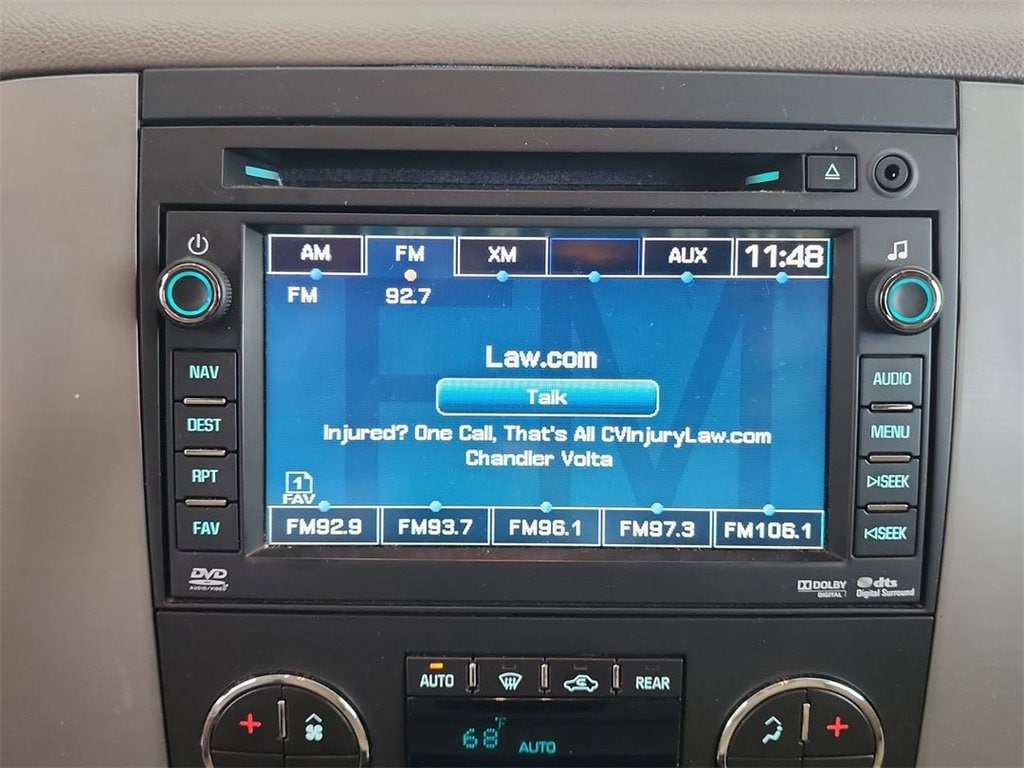 AM FM XM AUX 11:48
FM 92.7
NAV
AUDIO
Law.com
Talk
DEST
MENU
Injured? One Call, That's All CVInjuryLaw.com
Chandler Volta
RPT
SEEK
1
FAV
FAV
SEEK
FM92.9 FM93.7 FM96.1 FM97.3 FM106.1
DVD
AUDIO/VIDEO
DOLBY
DIGITAL
dts
Digital Surround
AUTO REAR
68°F AUTO